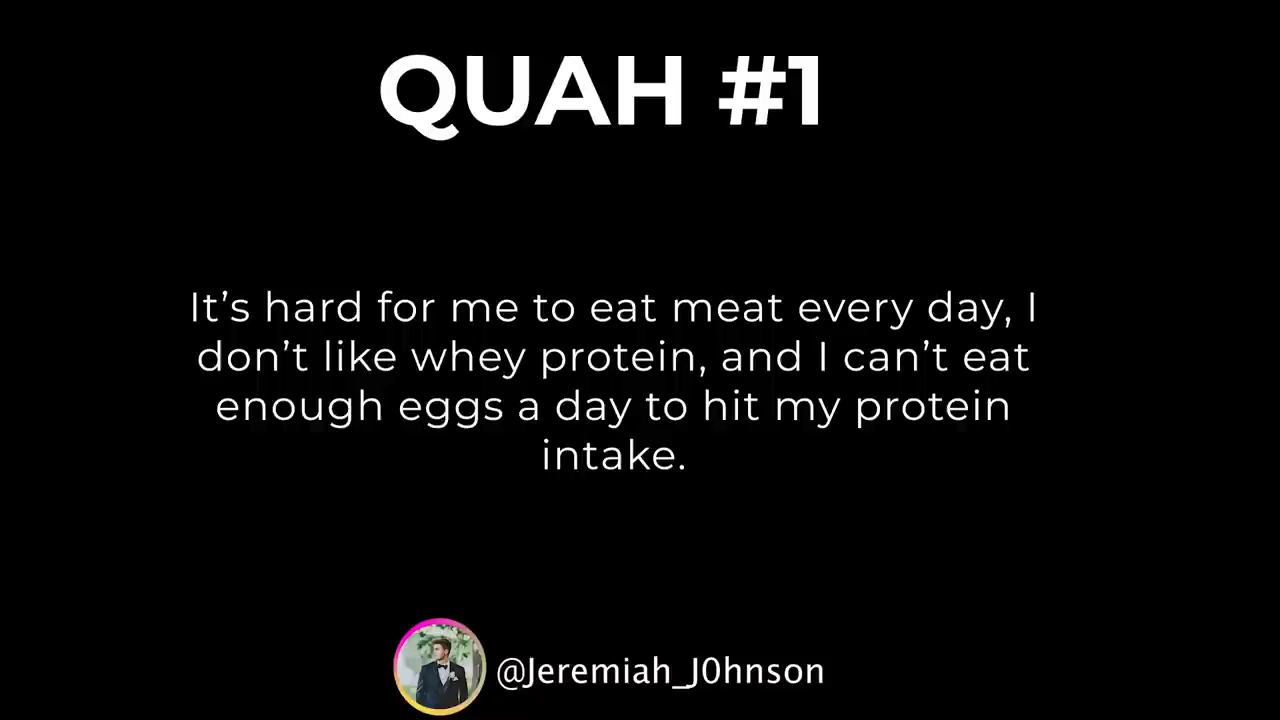 QUAH #1
It’s hard for me to eat meat every day, I
don’t like whey protein, and I can’t eat
enough eggs a day to hit my protein
intake.
@Jeremiah_J0hnson